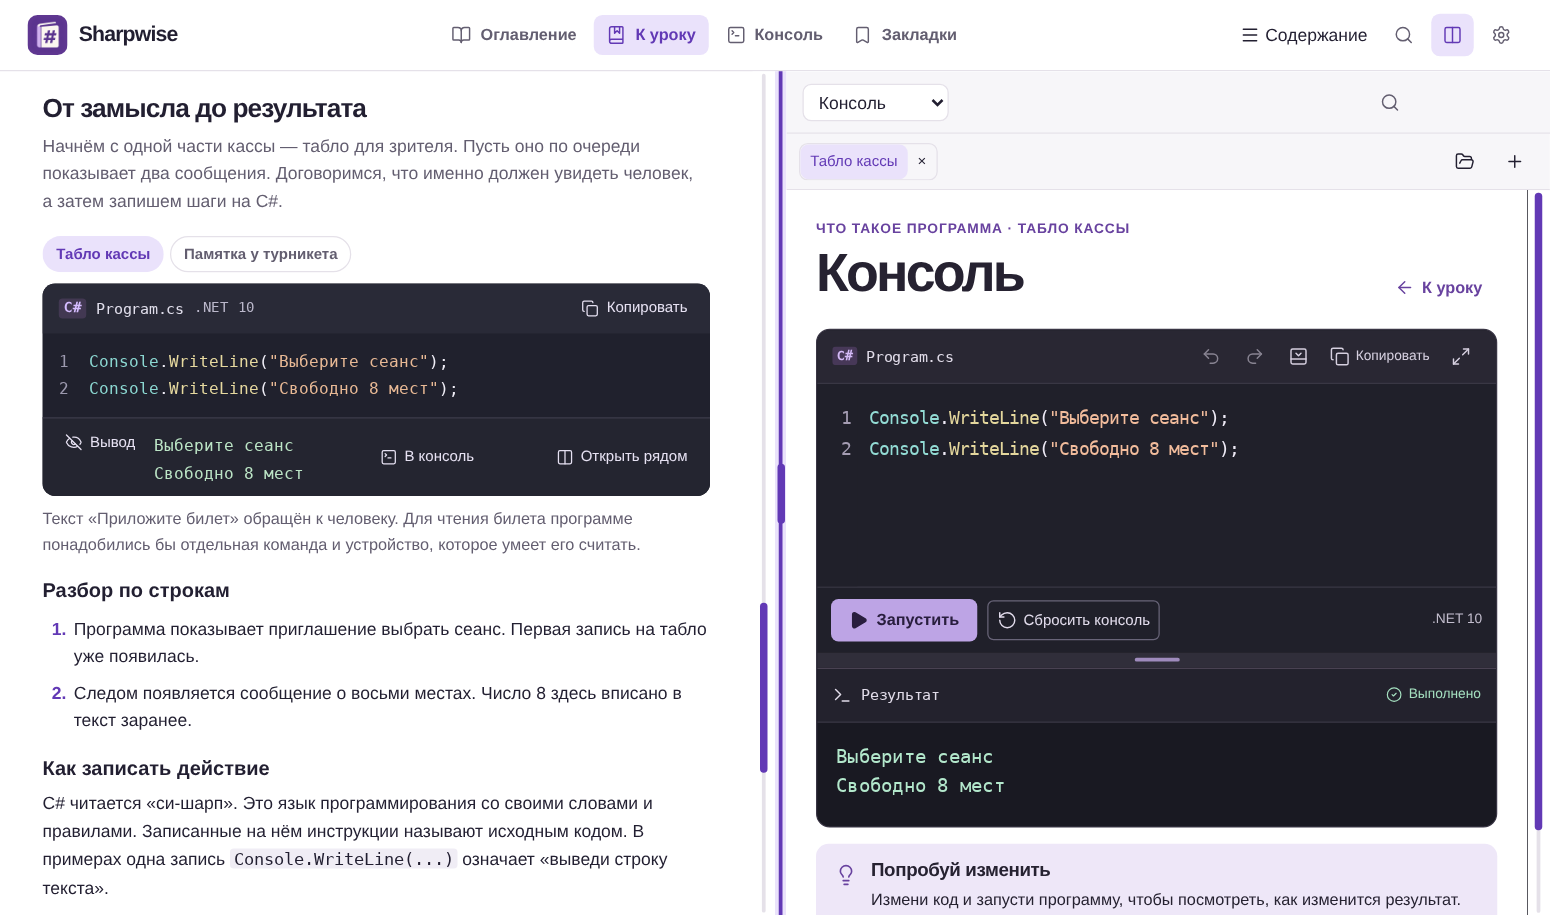 Sharpwise
Оглавление
К уроку
Консоль
Закладки
Содержание
От замысла до результата
Начнём с одной части кассы — табло для зрителя. Пусть оно по очереди
показывает два сообщения. Договоримся, что именно должен увидеть человек,
а затем запишем шаги на C#.
Табло кассы
Памятка у турникета
C# Program.cs .NET 10
Копировать
1 Console.WriteLine("Выберите сеанс");
2 Console.WriteLine("Свободно 8 мест");
Вывод
Выберите сеанс
Свободно 8 мест
В консоль
Открыть рядом
Текст «Приложите билет» обращён к человеку. Для чтения билета программе
понадобились бы отдельная команда и устройство, которое умеет его считать.
Разбор по строкам
1. Программа показывает приглашение выбрать сеанс. Первая запись на табло
уже появилась.
2. Следом появляется сообщение о восьми местах. Число 8 здесь вписано в
текст заранее.
Как записать действие
C# читается «си-шарп». Это язык программирования со своими словами и
правилами. Записанные на нём инструкции называют исходным кодом. В
примерах одна запись Console.WriteLine(...) означает «выведи строку
текста».
Консоль
Табло кассы ×
ЧТО ТАКОЕ ПРОГРАММА · ТАБЛО КАССЫ
Консоль
← К уроку
C# Program.cs
Копировать
1 Console.WriteLine("Выберите сеанс");
2 Console.WriteLine("Свободно 8 мест");
Запустить
Сбросить консоль
.NET 10
Результат
Выполнено
Выберите сеанс
Свободно 8 мест
Попробуй изменить
Измени код и запусти программу, чтобы посмотреть, как изменится результат.